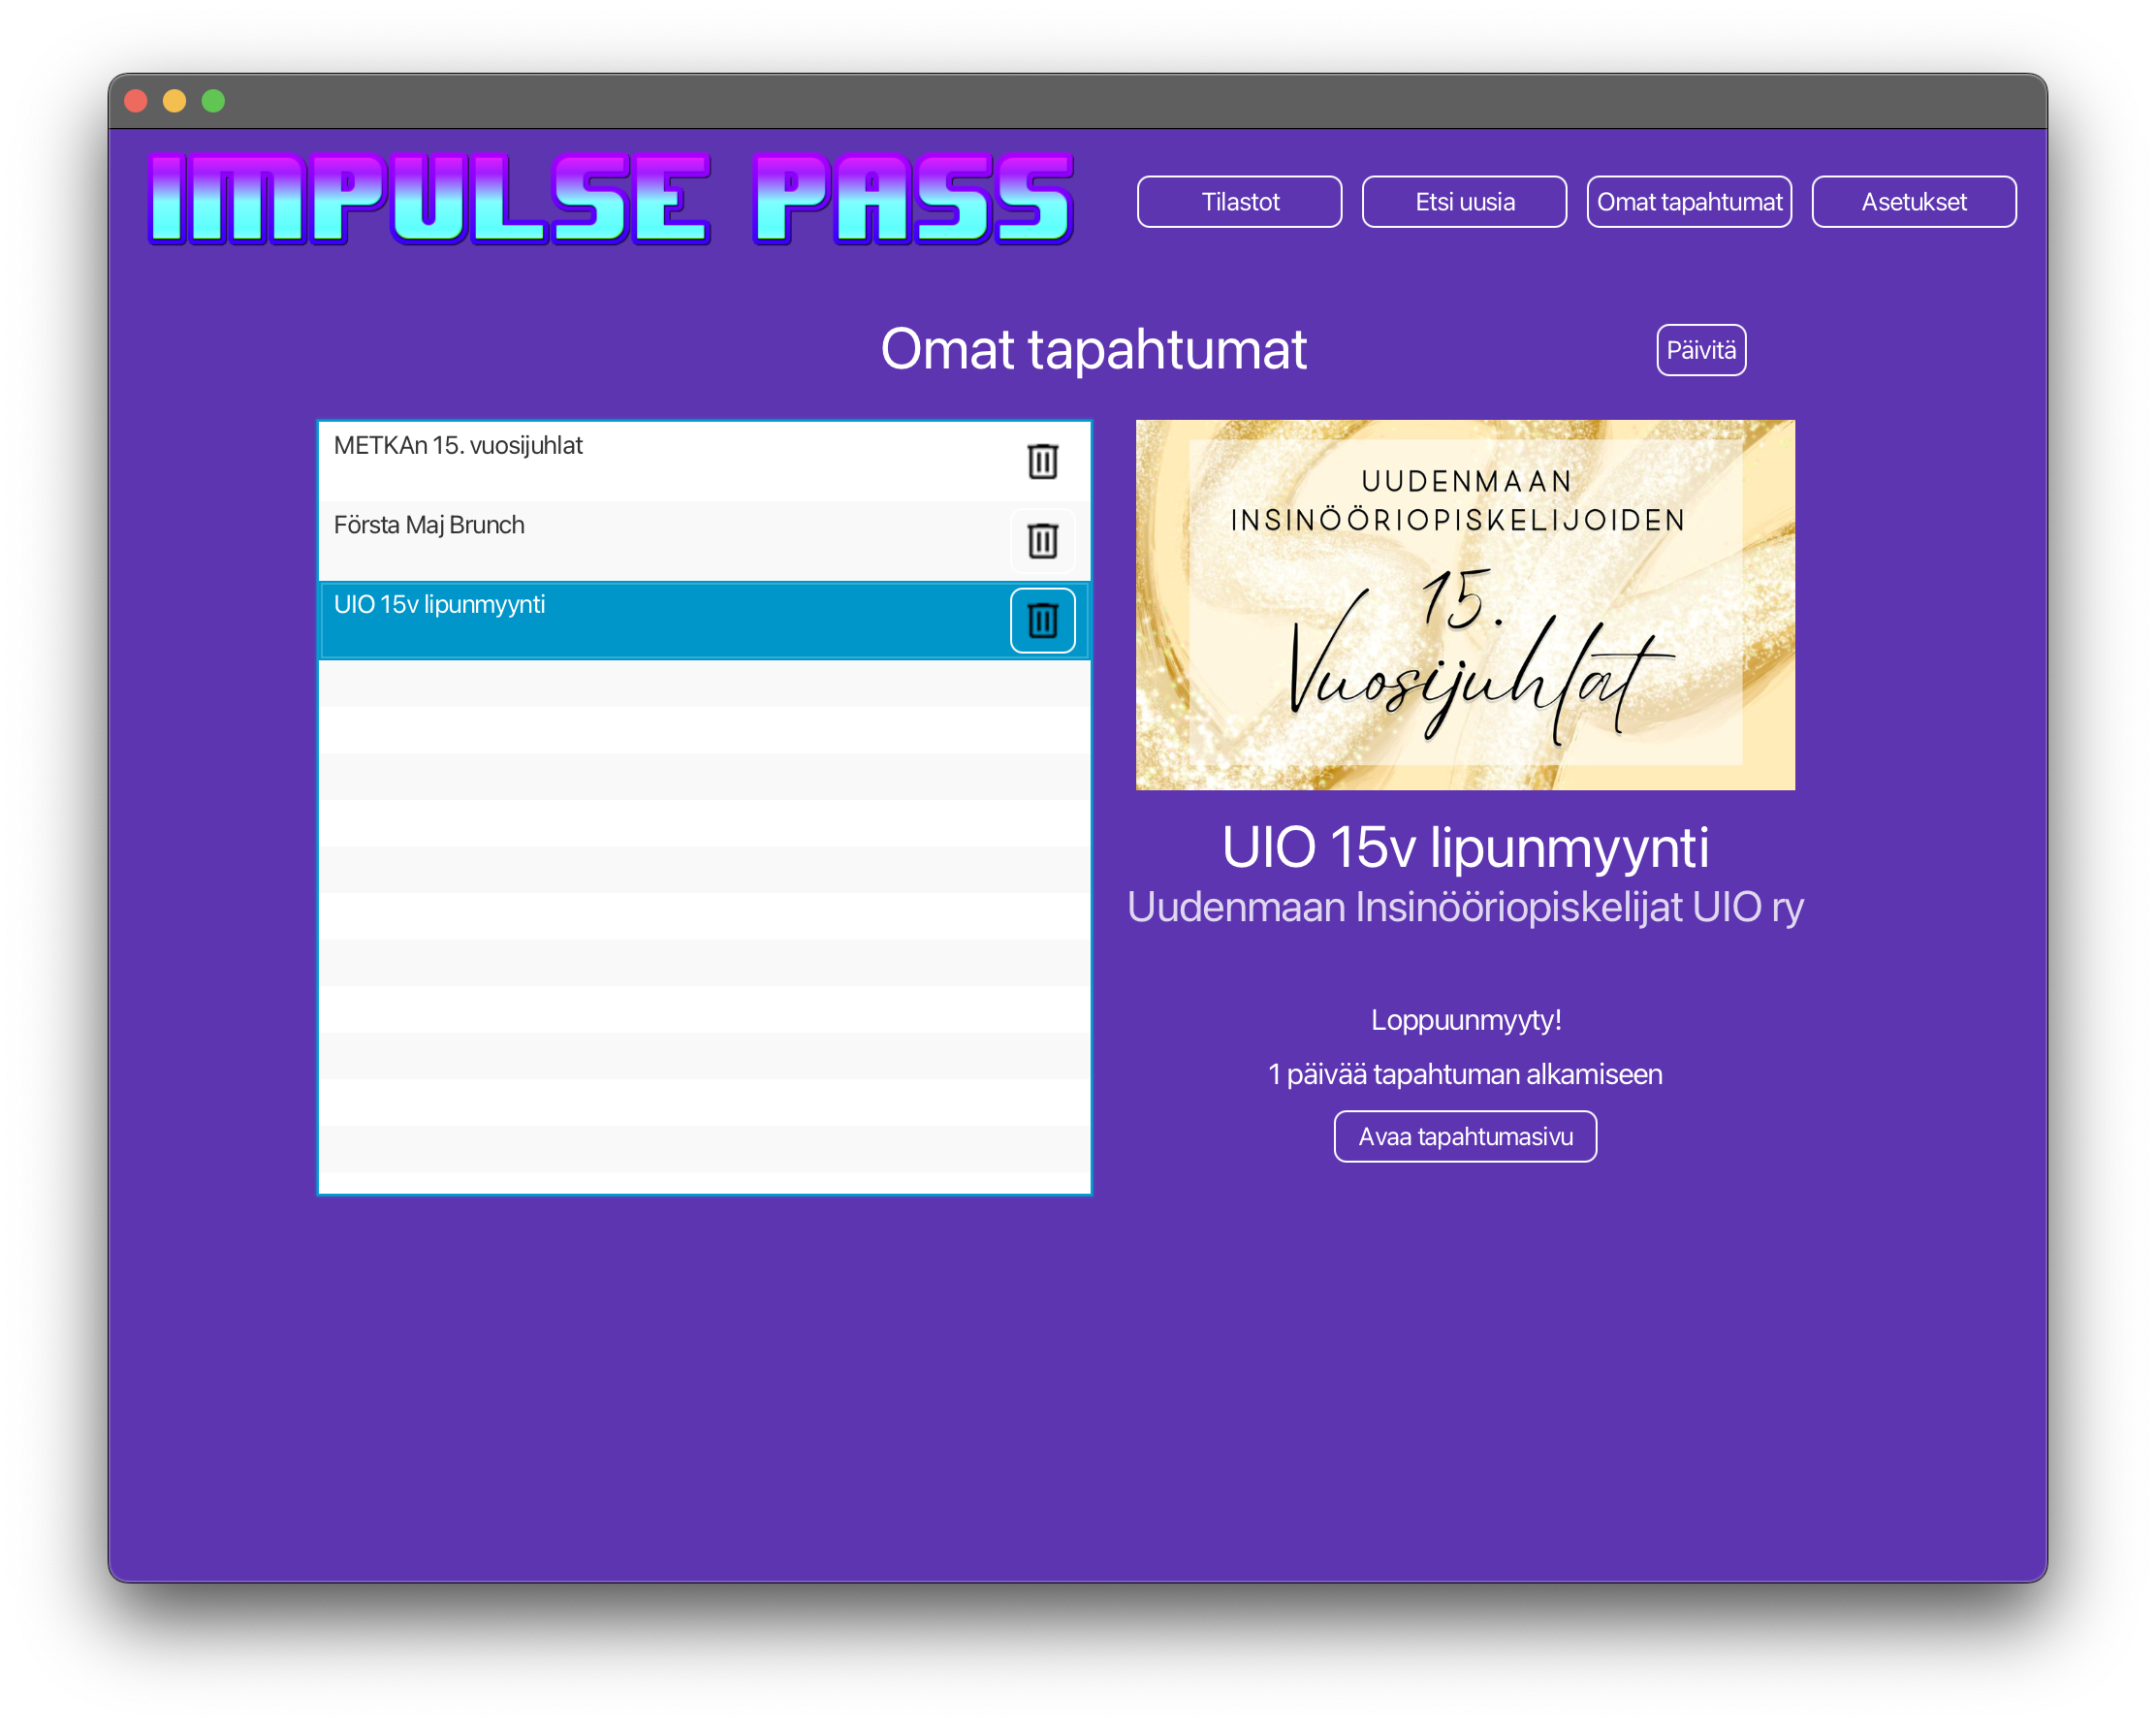 IMPULSE PASS
Tilastot
Etsi uusia
Omat tapahtumat
Asetukset
Omat tapahtumat
Päivitä
METKAn 15. vuosijuhlat
Första Maj Brunch
UIO 15v lipunmyynti
UUDENMAAN
INSINÖÖRIOPISKELIJOIDEN
15.
Vuosijuhlat
UIO 15v lipunmyynti
Uudenmaan Insinööriopiskelijat UIO ry
Loppuunmyyty!
1 päivää tapahtuman alkamiseen
Avaa tapahtumasivu